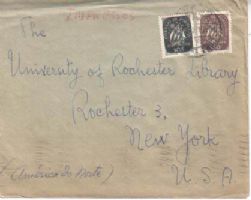 The
University of Rochester Library
Rochester 3,
New York
U.S.A
(América do Norte)